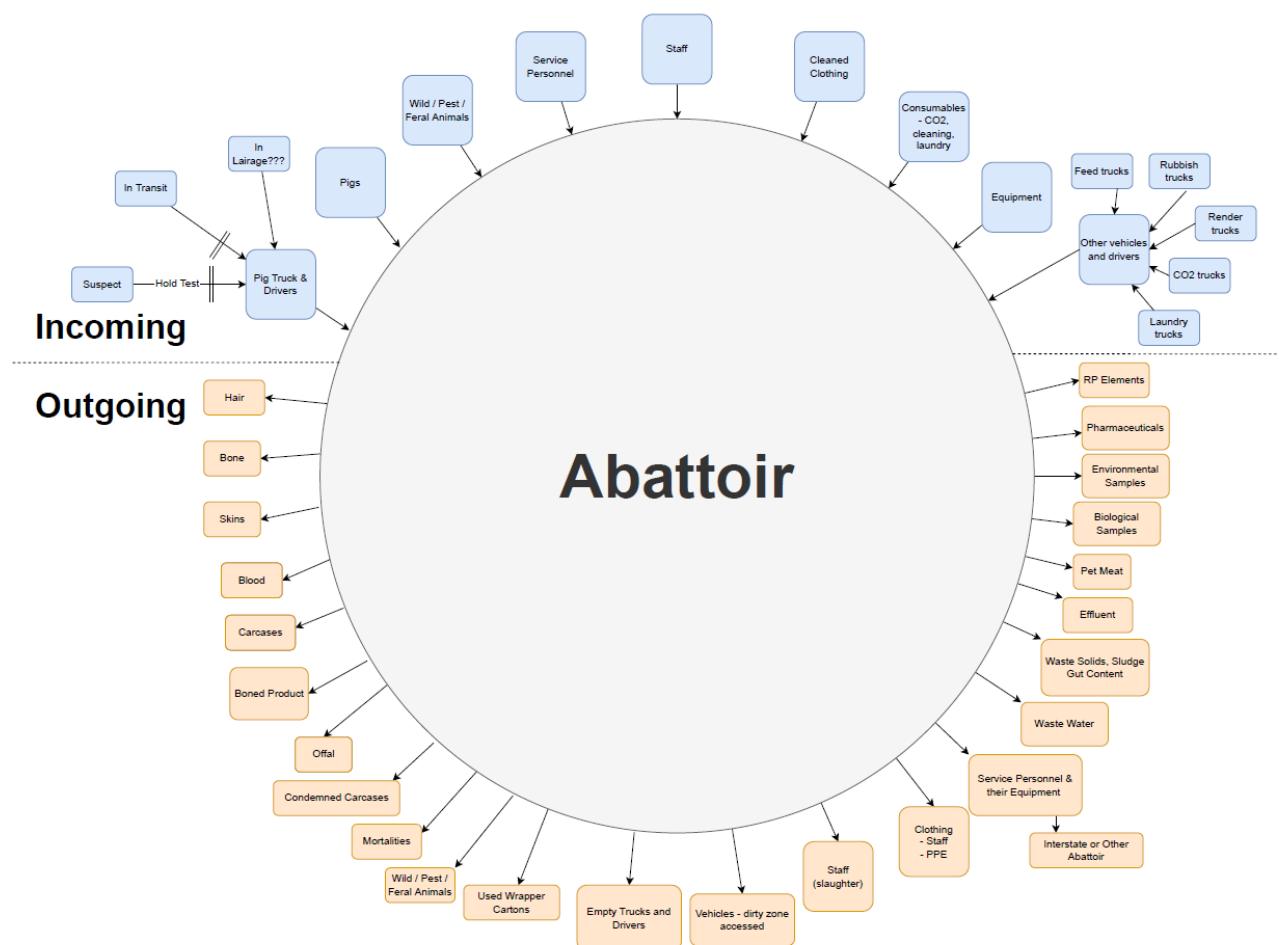 Staff
Service
Personnel
Cleaned
Clothing
Wild / Pest /
Feral Animals
Consumables
- CO2,
cleaning,
laundry
In
Lairage???
Pigs
In Transit
Equipment
Feed trucks
Rubbish
trucks
Render
trucks
Other vehicles
and drivers
CO2 trucks
Laundry
trucks
Suspect
Hold Test
Pig Truck &
Drivers
Incoming
Outgoing
Abattoir
Hair
Bone
Skins
Blood
Carcases
Boned Product
Offal
Condemned Carcases
Mortalities
Wild / Pest /
Feral Animals
Used Wrapper
Cartons
Empty Trucks and
Drivers
Vehicles - dirty zone
accessed
Staff
(slaughter)
Clothing
- Staff
- PPE
RP Elements
Pharmaceuticals
Environmental
Samples
Biological
Samples
Pet Meat
Effluent
Waste Solids, Sludge
Gut Content
Waste Water
Service Personnel &
their Equipment
Interstate or Other
Abattoir